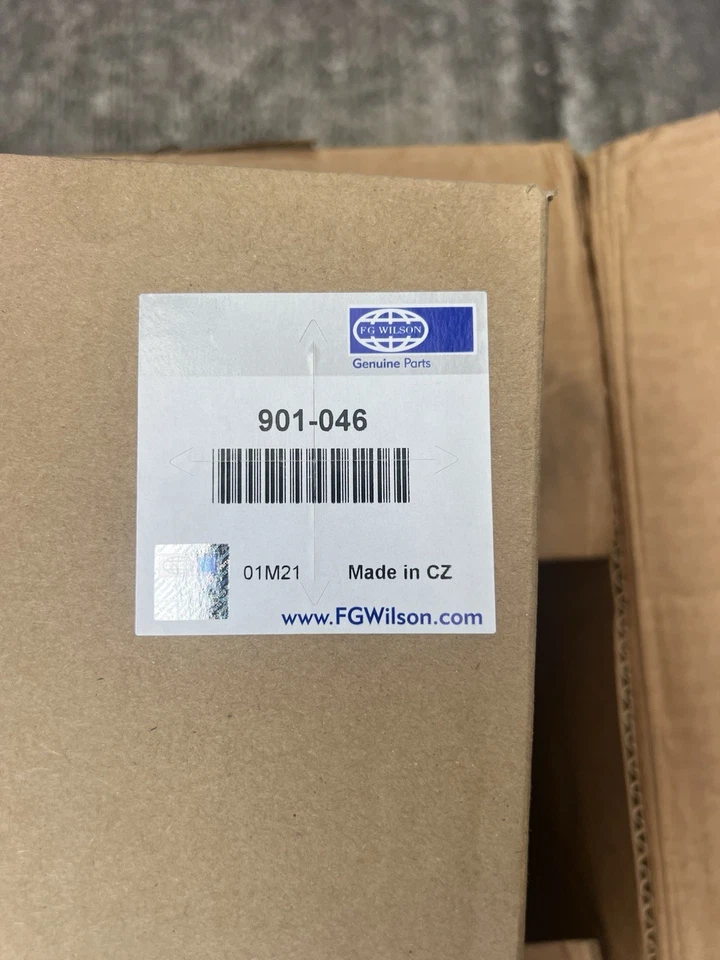 FG WILSON
Genuine Parts
901-046
01M21 Made in CZ
www.FGWilson.com